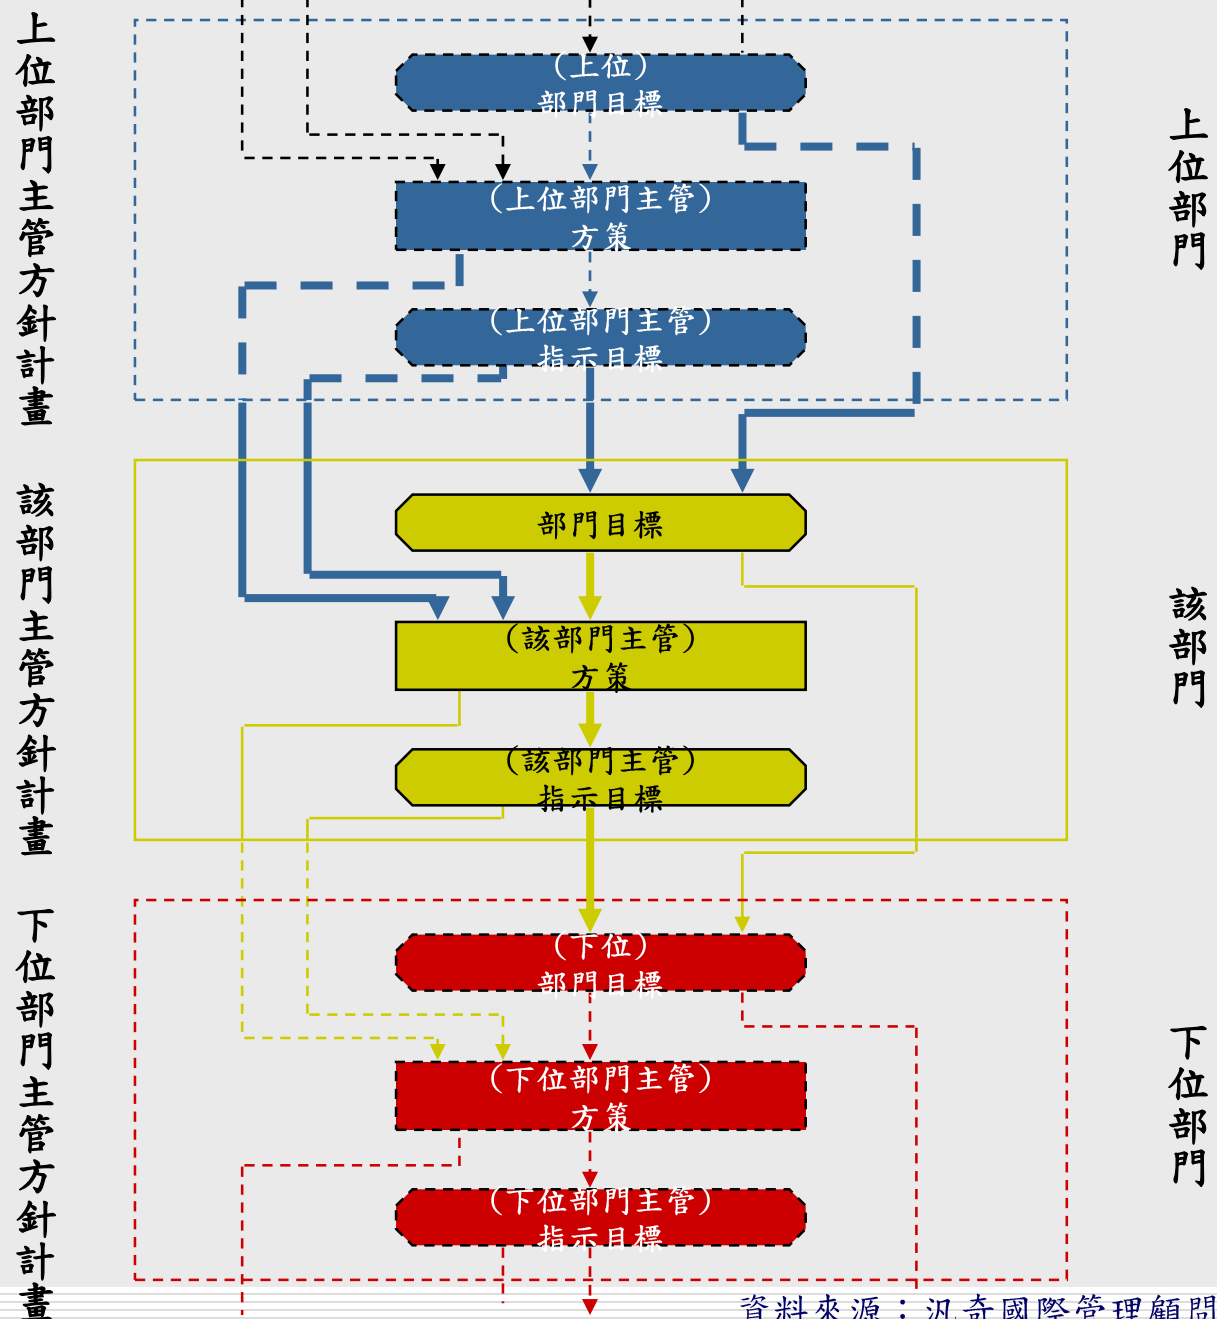 上位部門主管方針計畫
（上位）
部門目標
（上位部門主管）
方策
（上位部門主管）
指示目標
上位部門
該部門主管方針計畫
部門目標
（該部門主管）
方策
（該部門主管）
指示目標
該部門
下位部門主管方針計畫
（下位）
部門目標
（下位部門主管）
方策
（下位部門主管）
指示目標
下位部門
資料來源：汎奇國際管理顧問